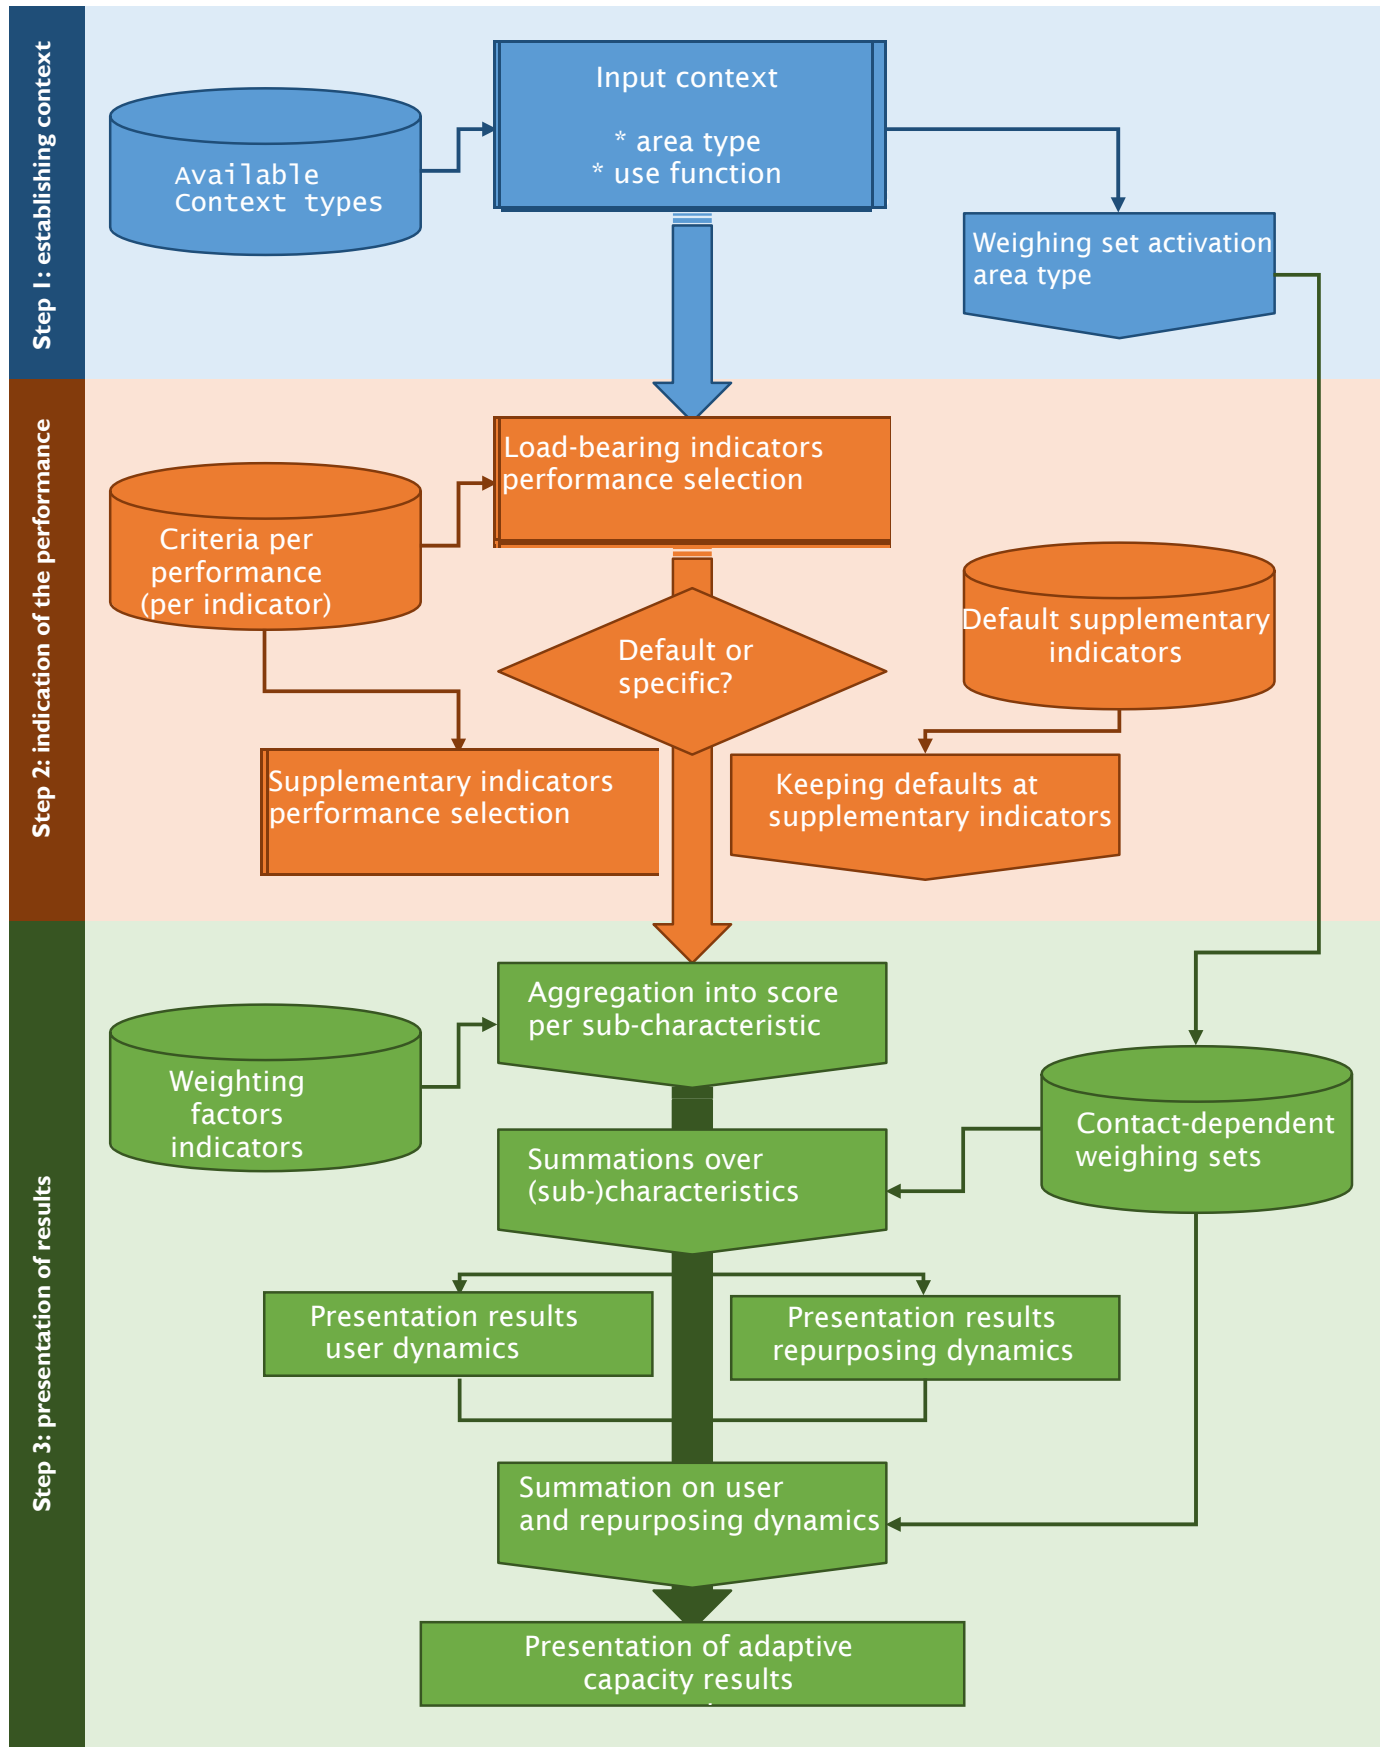 Step 1: establishing context
Input context
* area type
* use function
Available
Context types
Weighing set activation
area type
Step 2: indication of the performance
Load-bearing indicators
performance selection
Criteria per
performance
(per indicator)
Default or
specific?
Default supplementary
indicators
Supplementary indicators
performance selection
Keeping defaults at
supplementary indicators
Step 3: presentation of results
Aggregation into score
per sub-characteristic
Weighting
factors
indicators
Contact-dependent
weighing sets
Summations over
(sub-)characteristics
Presentation results
user dynamics
Presentation results
repurposing dynamics
Summation on user
and repurposing dynamics
Presentation of adaptive
capacity results